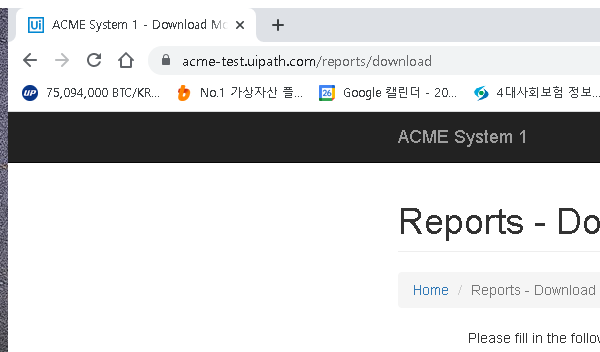 Ui ACME System 1 - Download Mo
acme-test.uipath.com/reports/download
UP 75,094,000 BTC/KR... No.1 가상자산 플... 26 Google 캘린더 - 20... 4대사회보험 정보...
ACME System 1
Reports - Do
Home / Reports - Download
Please fill in the follow